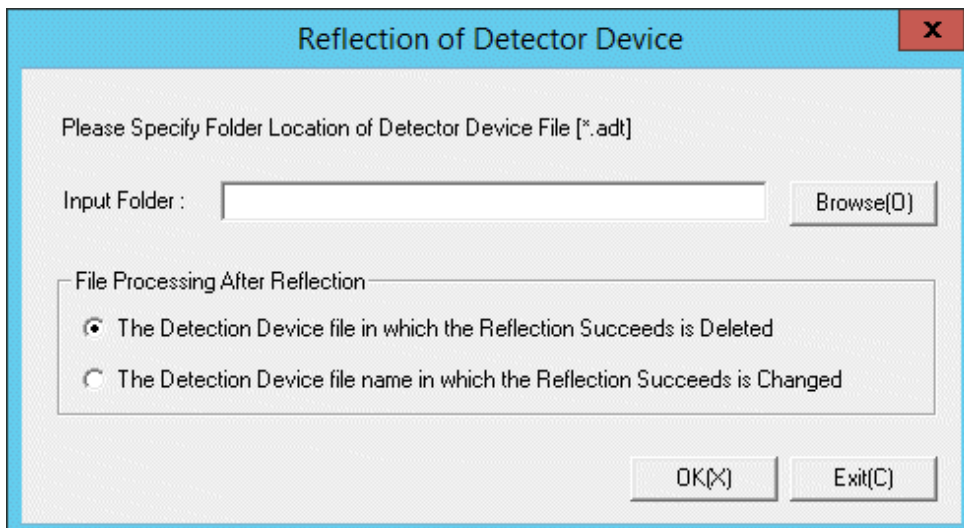 Reflection of Detector Device
X
Please Specify Folder Location of Detector Device File [*.adt]
Input Folder :
Browse(O)
File Processing After Reflection
The Detection Device file in which the Reflection Succeeds is Deleted
The Detection Device file name in which the Reflection Succeeds is Changed
OK(X)
Exit(C)